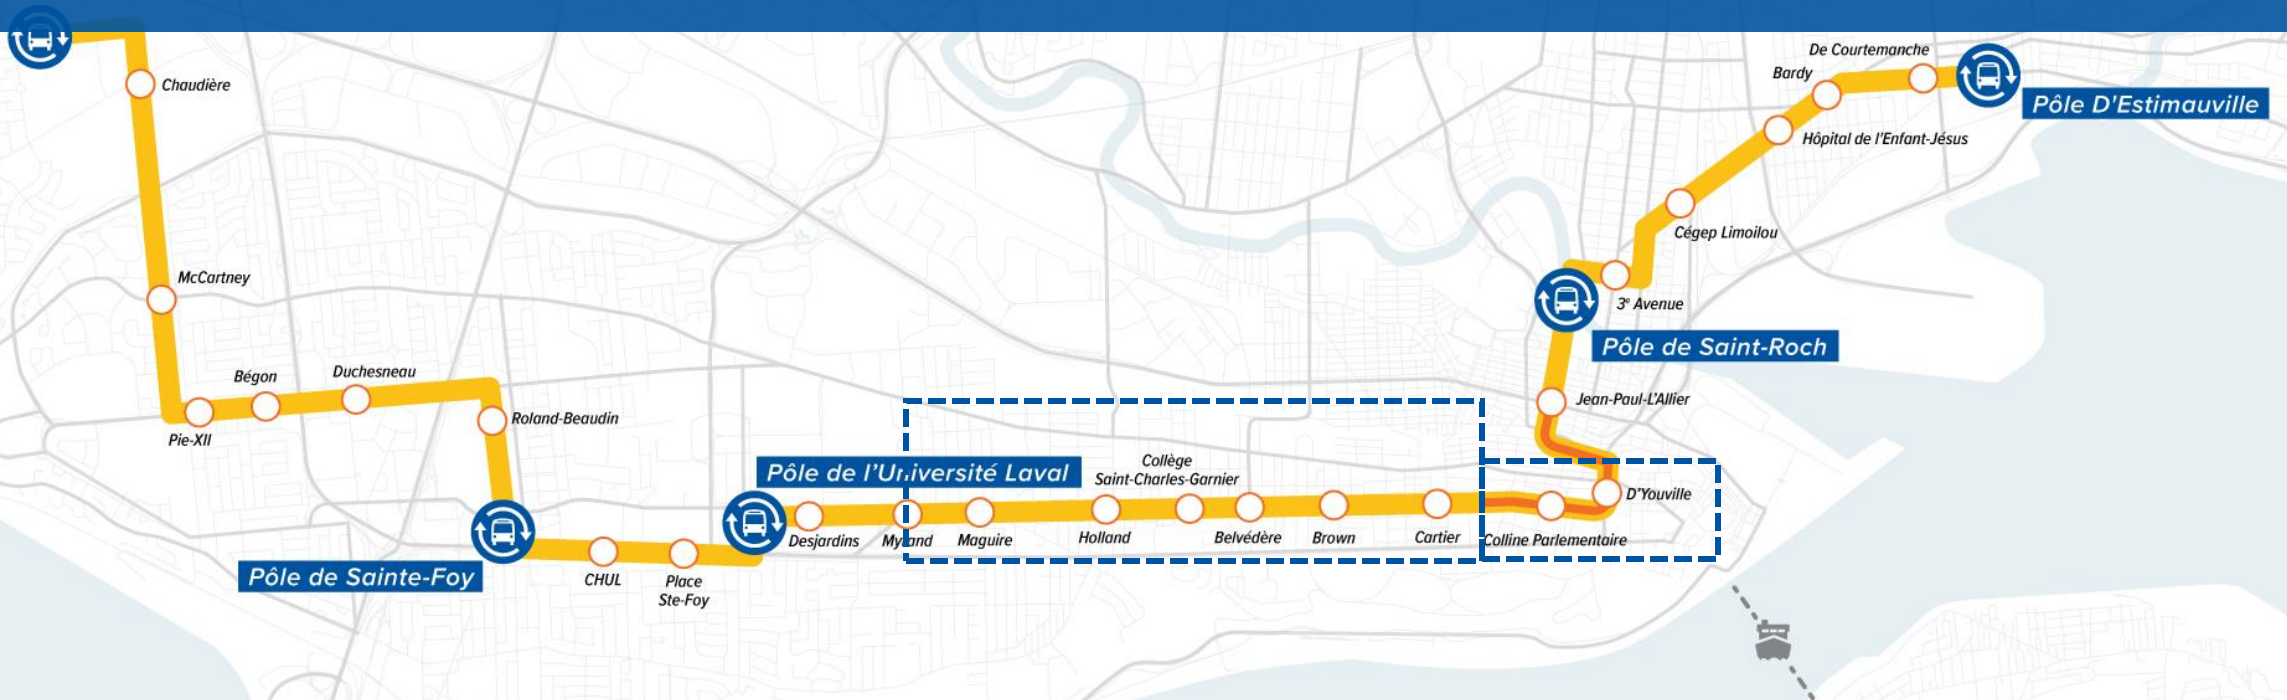 De Courtemanche
Bardy
Chaudière
Pôle D'Estimauville
Hôpital de l'Enfant-Jésus
Cégep Limoilou
McCartney
3e Avenue
Pôle de Saint-Roch
Duchesneau
Bégon
Jean-Paul-L'Allier
Roland-Beaudin
Pie-XII
Collège
Saint-Charles-Garnier
Pôle de l'Université Laval
D'Youville
Desjardins
Myrand
Maguire
Holland
Belvédère
Brown
Cartier
Colline Parlementaire
Pôle de Sainte-Foy
CHUL
Place
Ste-Foy